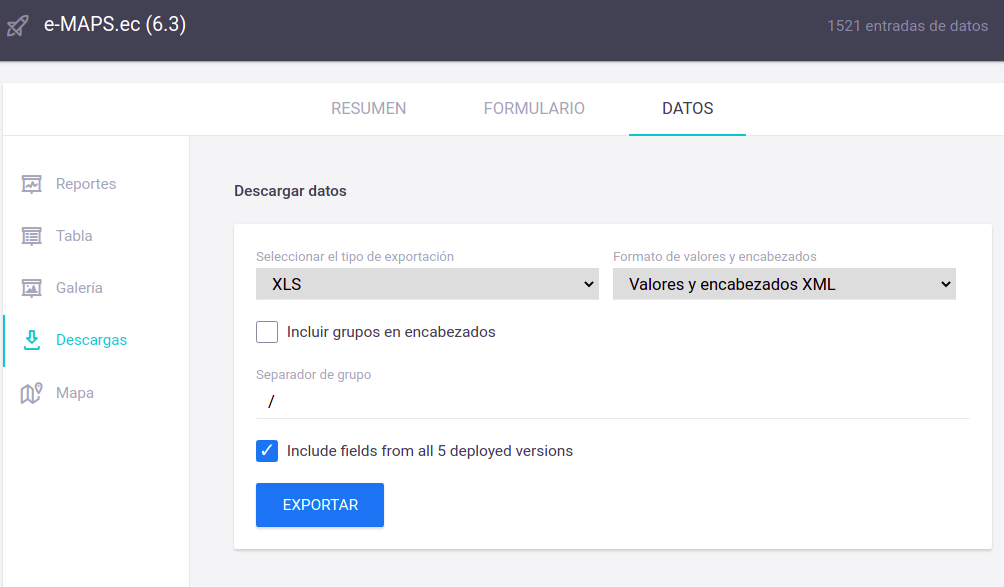 e-MAPS.ec (6.3)
1521 entradas de datos
RESUMEN
FORMULARIO
DATOS
Reportes
Tabla
Galería
Descargas
Mapa
Descargar datos
Seleccionar el tipo de exportación
XLS
Formato de valores y encabezados
Valores y encabezados XML
Incluir grupos en encabezados
Separador de grupo
/
Include fields from all 5 deployed versions
EXPORTAR